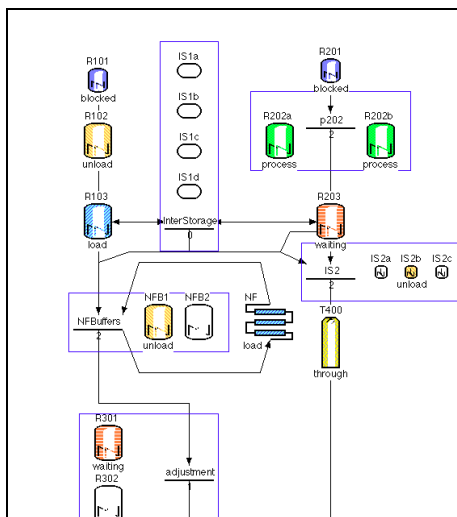 R101
blocked
R102
unload
R103
load
IS1a
IS1b
IS1c
IS1d
InterStorage
0
R201
blocked
R202a
process
p202
2
R202b
process
R203
waiting
IS2
2
IS2a
IS2b
unload
IS2c
NFBuffers
2
NFB1
unload
NFB2
NF
load
T400
through
R301
waiting
R302
adjustment
1